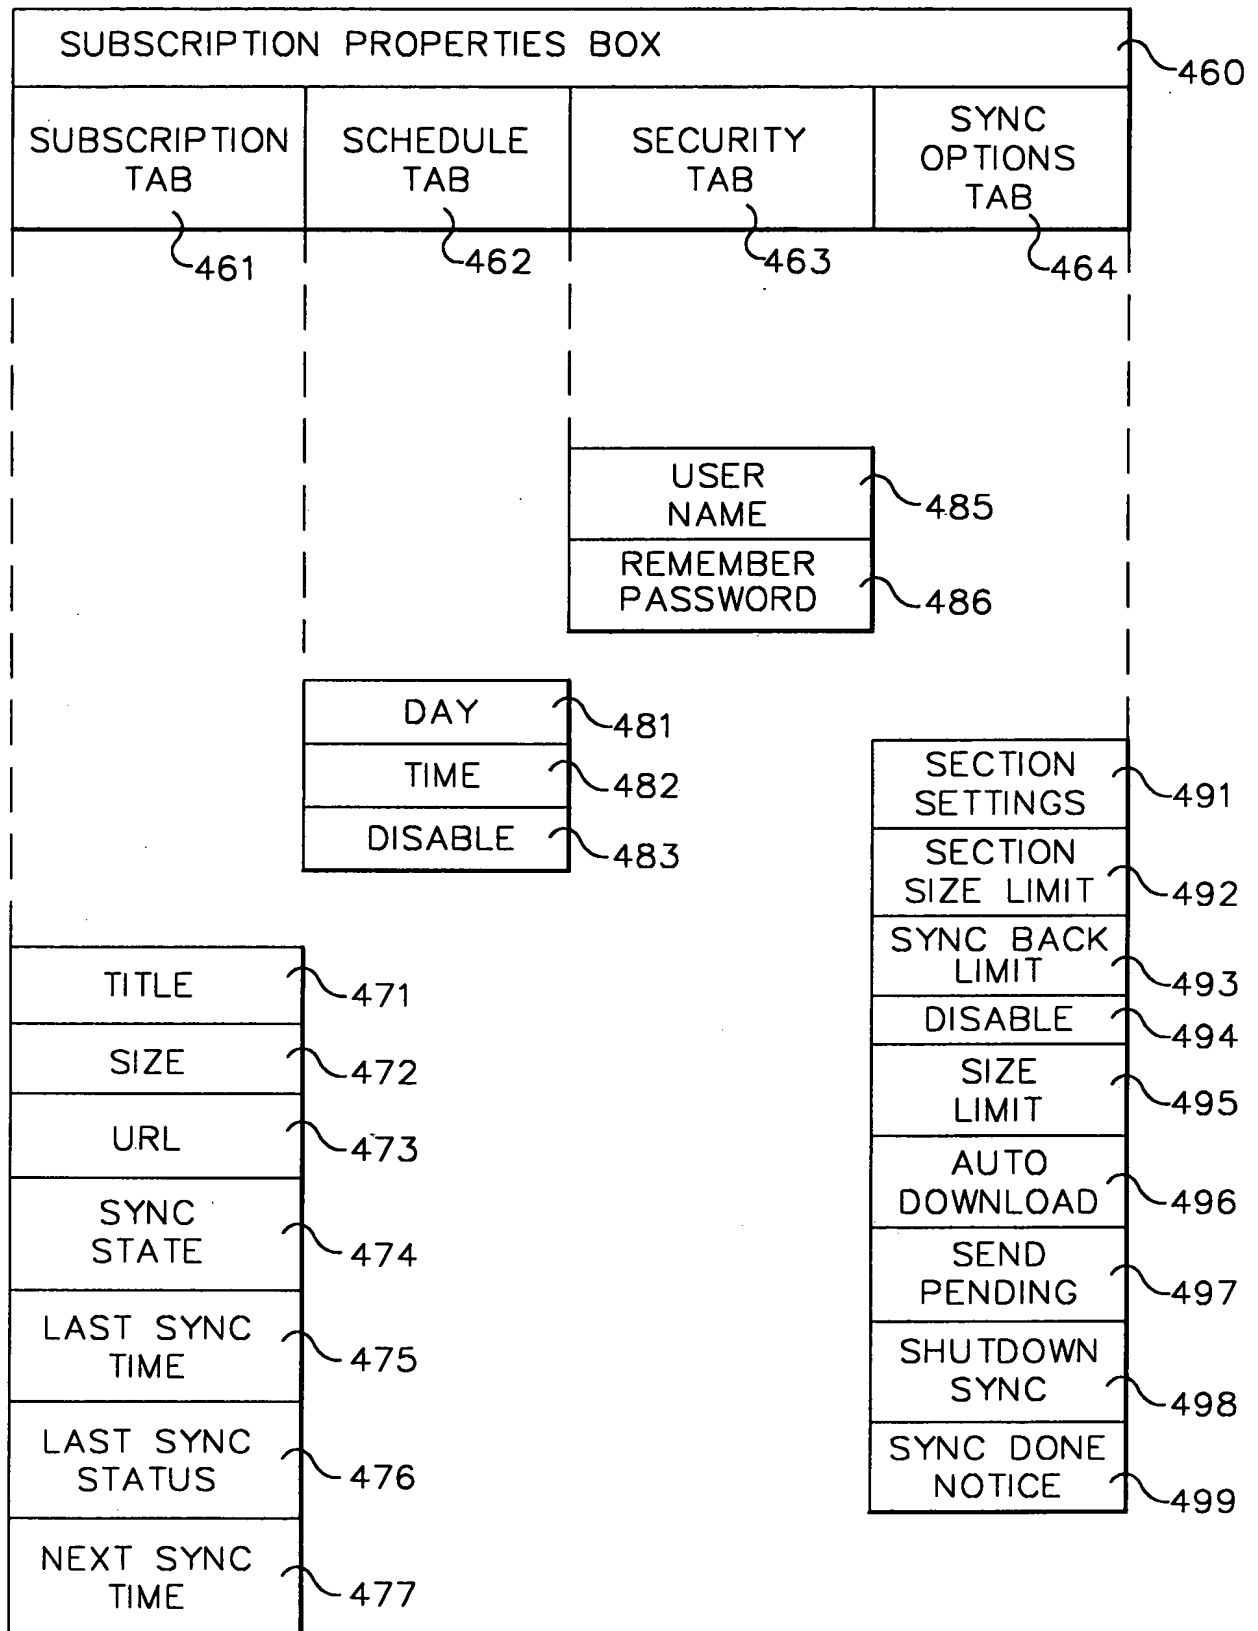 SUBSCRIPTION PROPERTIES BOX
460
SUBSCRIPTION
TAB
461
SCHEDULE
TAB
462
SECURITY
TAB
463
SYNC
OPTIONS
TAB
464
USER
NAME
485
REMEMBER
PASSWORD
486
DAY
481
TIME
482
DISABLE
483
TITLE
471
SIZE
472
URL
473
SYNC
STATE
474
LAST SYNC
TIME
475
LAST SYNC
STATUS
476
NEXT SYNC
TIME
477
SECTION
SETTINGS
491
SECTION
SIZE LIMIT
492
SYNC BACK
LIMIT
493
DISABLE
494
SIZE
LIMIT
495
AUTO
DOWNLOAD
496
SEND
PENDING
497
SHUTDOWN
SYNC
498
SYNC DONE
NOTICE
499